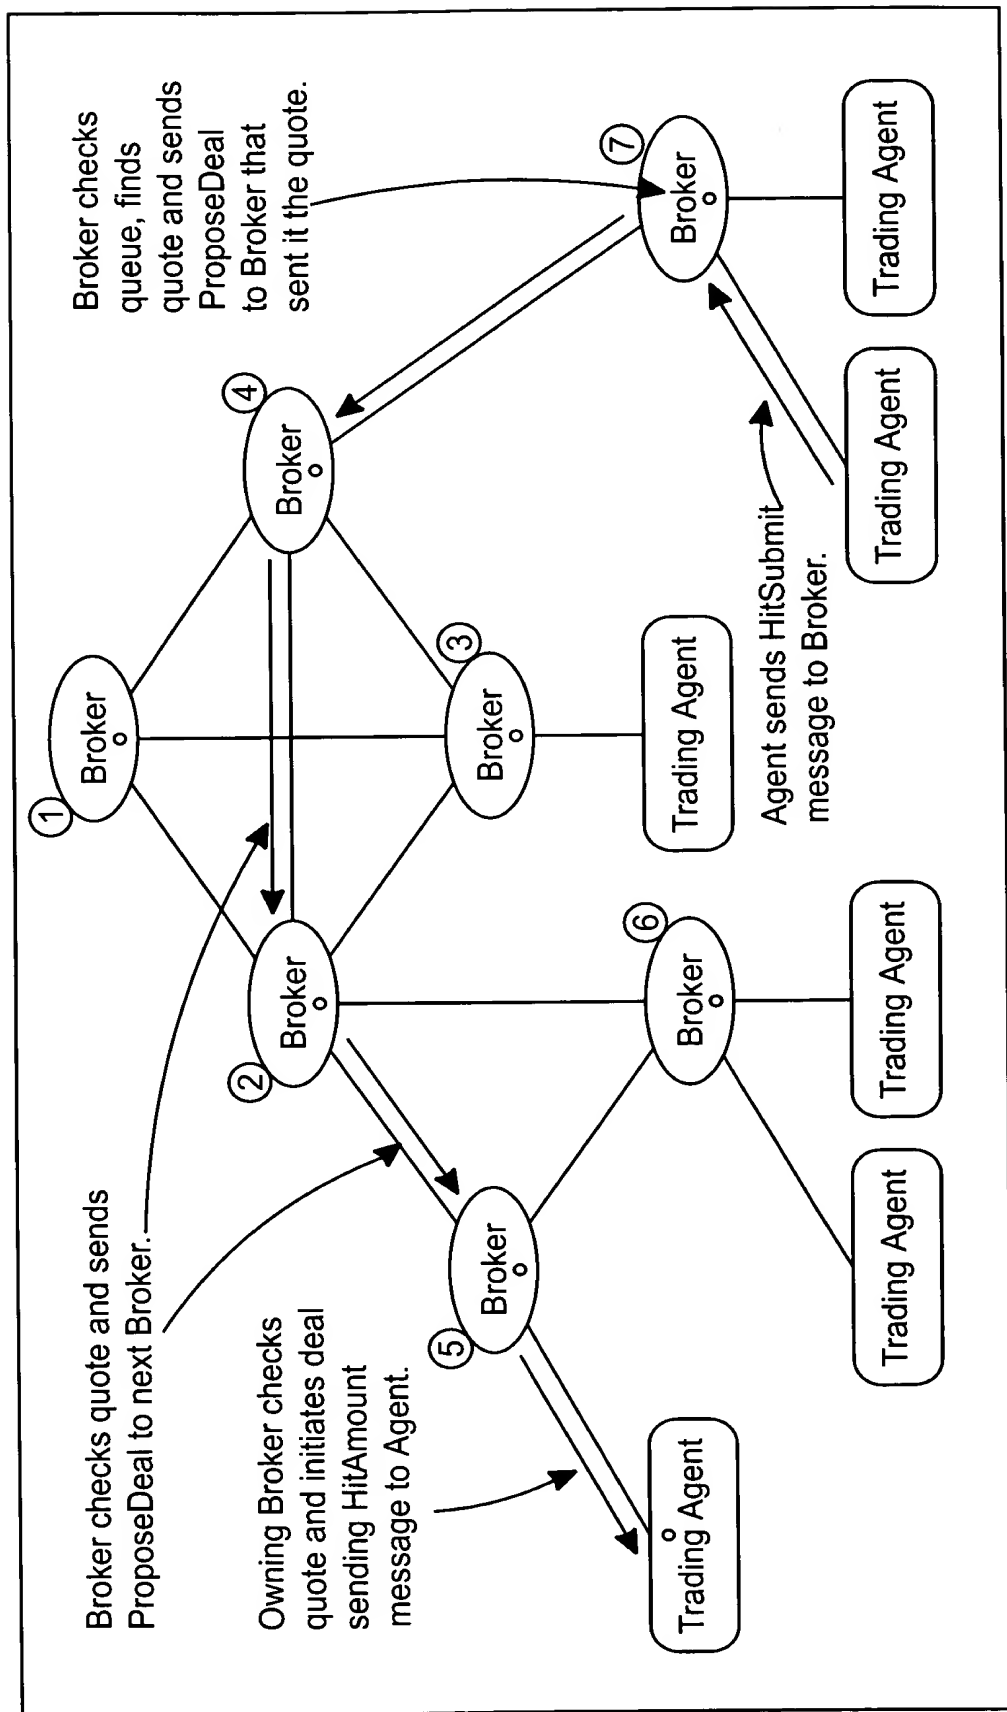 Broker checks quote and sends
ProposeDeal to next Broker.
Owning Broker checks
quote and initiates deal
sending HitAmount
message to Agent.
Broker checks
queue, finds
quote and sends
ProposeDeal
to Broker that
sent it the quote.
1
Broker
2
Broker
4
Broker
3
Broker
5
Broker
6
Broker
7
Broker
Agent sends HitSubmit
message to Broker.
Trading Agent
Trading Agent
Trading Agent
Trading Agent
Trading Agent
Trading Agent